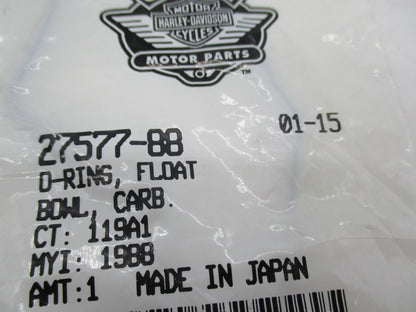 MOTOR
HARLEY-DAVIDSON
CYCLES
MOTOR PARTS
TM
01-15
27577-88
O-RING, FLOAT
BOWL, CARB.
CT: 119A1
MYI: 1988
AMT:1 MADE IN JAPAN